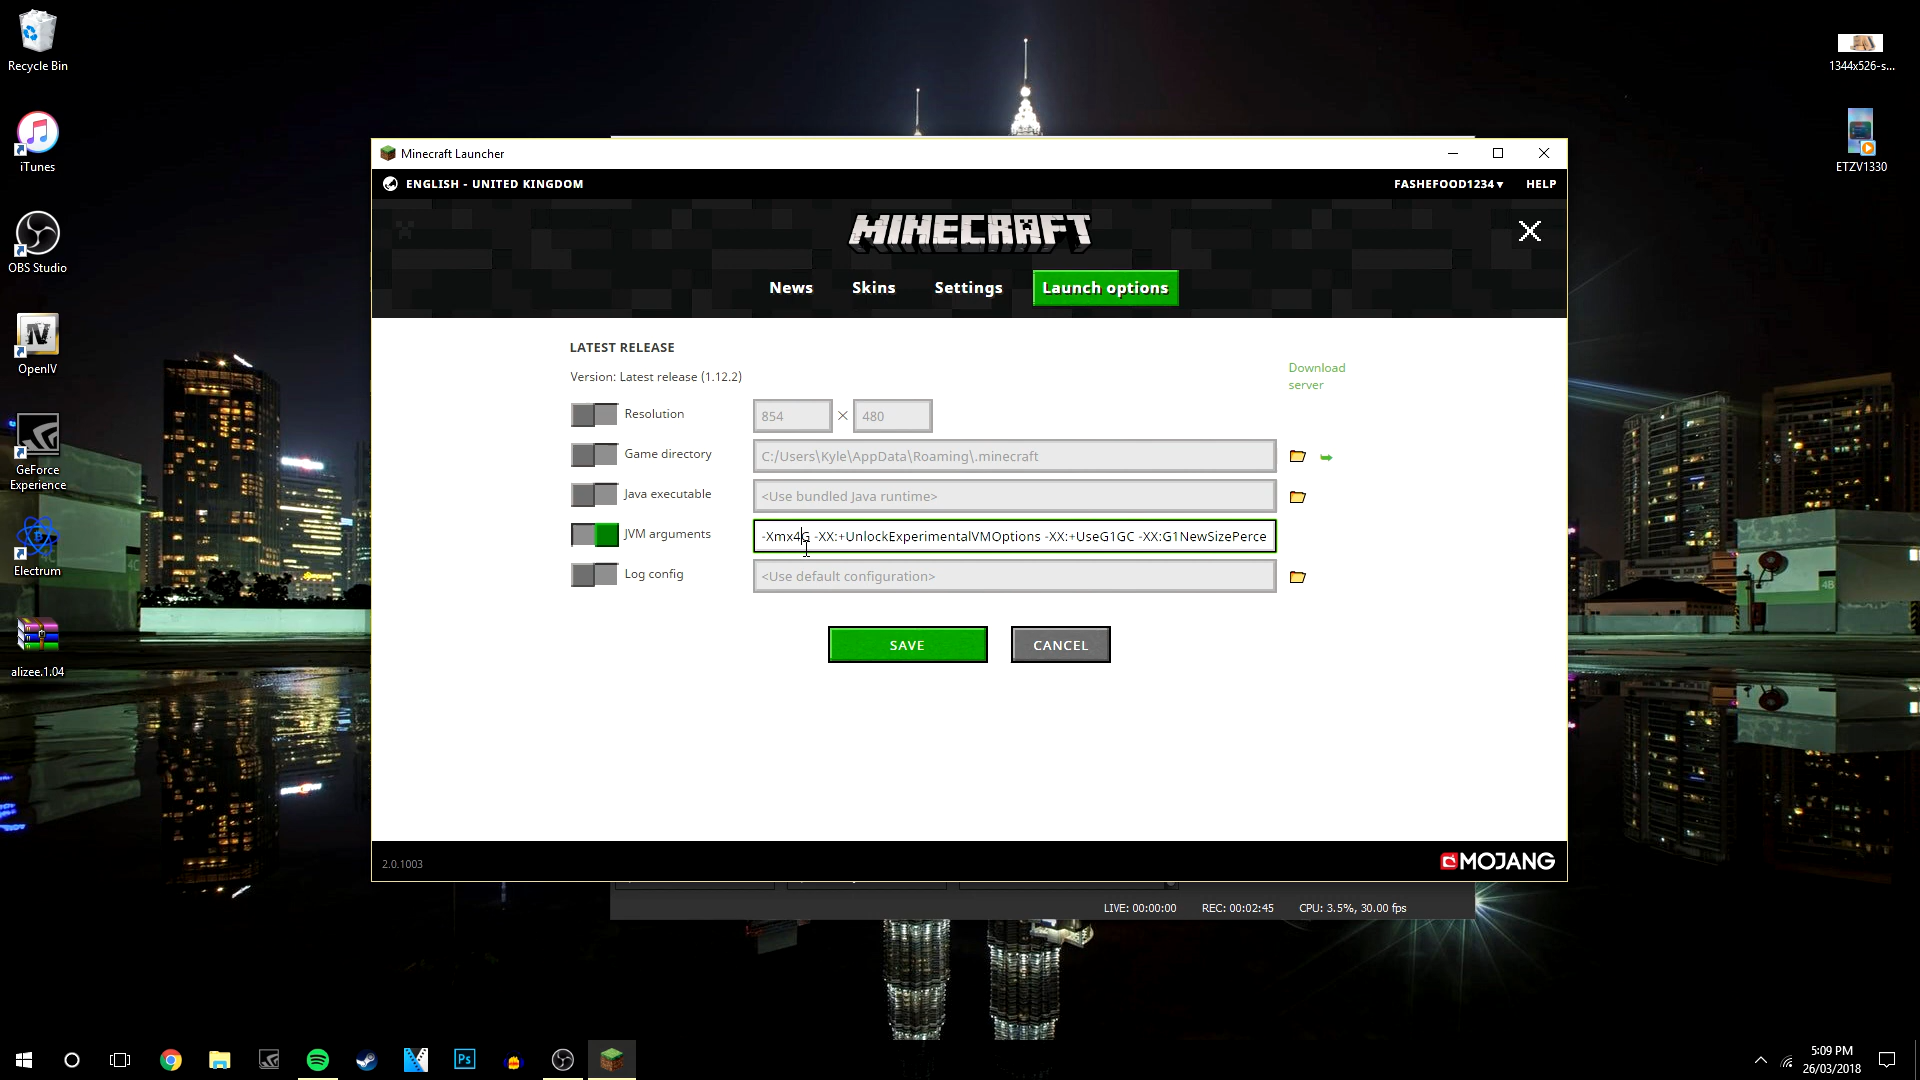 Recycle Bin
iTunes
OBS Studio
OpenIV
GeForce
Experience
Electrum
alizee.1.04
1344x526-s...
ETZV1330
Minecraft Launcher
ENGLISH - UNITED KINGDOM
FASHEFOOD1234 HELP
MINECRAFT
News Skins Settings Launch options
LATEST RELEASE
Version: Latest release (1.12.2)
Download
server
Resolution 854 × 480
Game directory C:/Users\Kyle\AppData\Roaming\.minecraft
Java executable <Use bundled Java runtime>
JVM arguments -Xmx4G -XX:+UnlockExperimentalVMOptions -XX:+UseG1GC -XX:G1NewSizePerce
Log config <Use default configuration>
SAVE CANCEL
2.0.1003 MOJANG
LIVE: 00:00:00 REC: 00:02:45 CPU: 3.5%, 30.00 fps
Ps
5:09 PM
26/03/2018